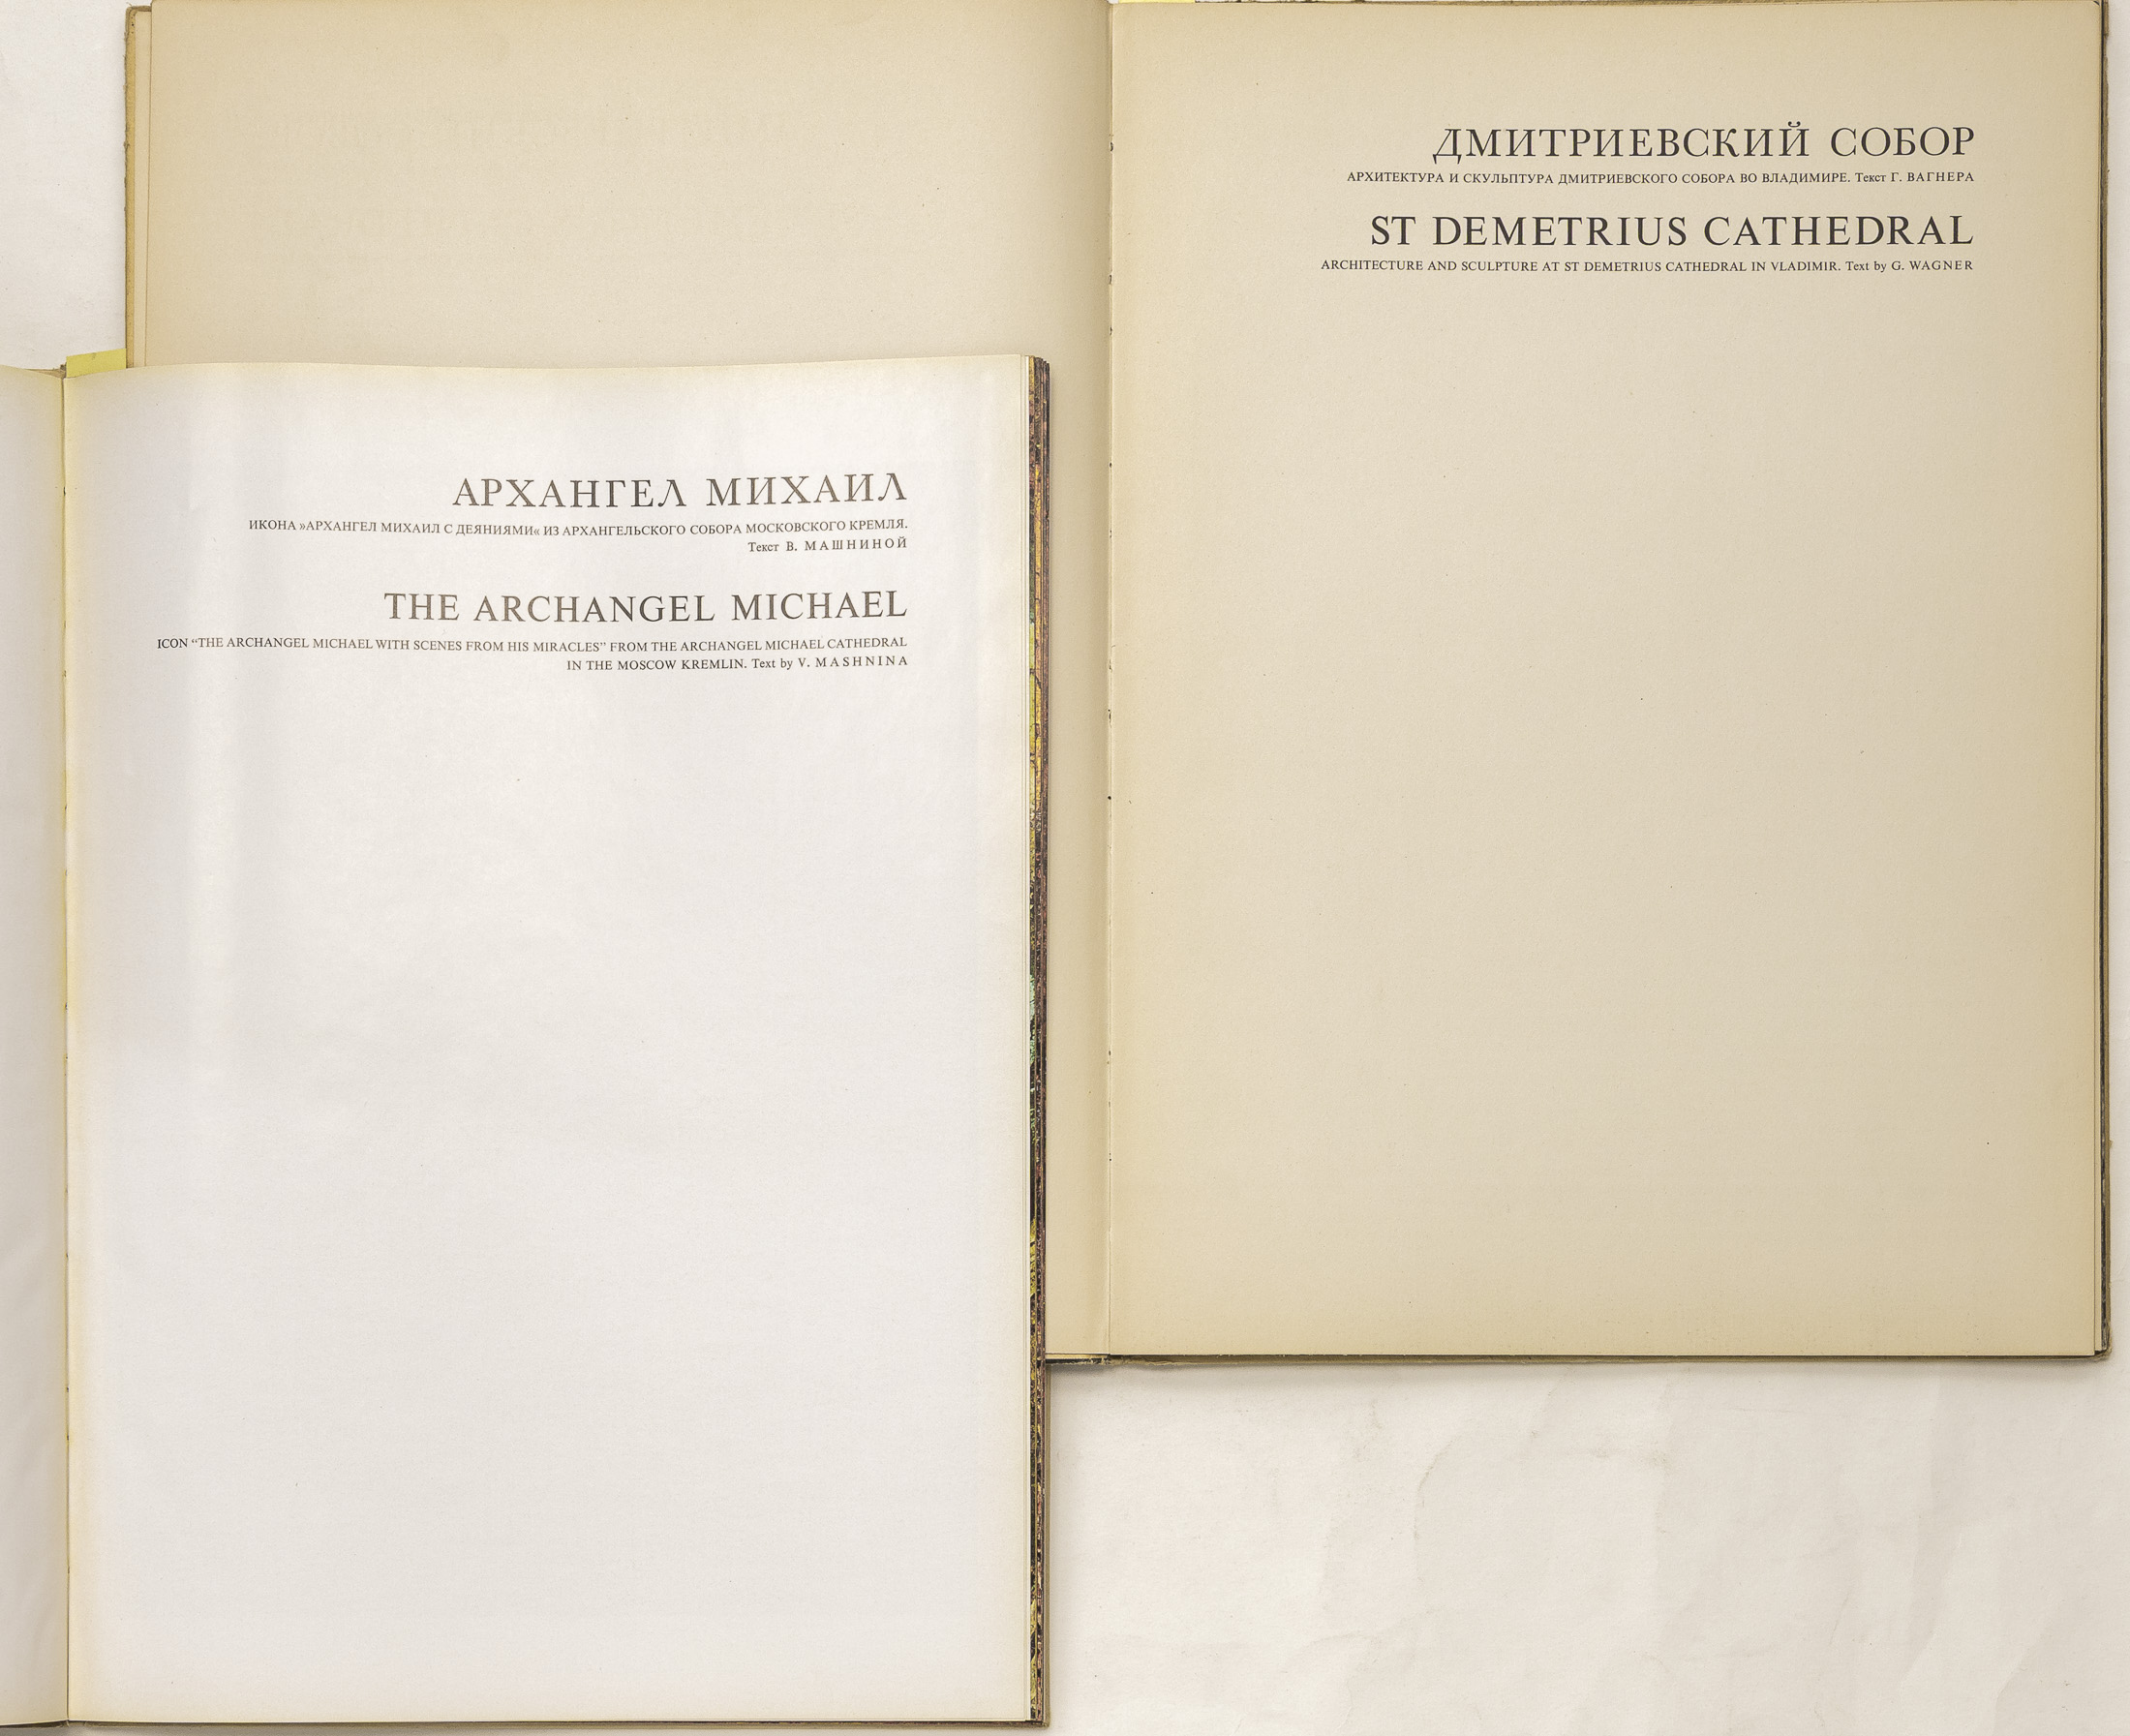 ДМИТРИЕВСКИЙ СОБОР
АРХИТЕКТУРА И СКУЛЬПТУРА ДМИТРИЕВСКОГО СОБОРА ВО ВЛАДИМИРЕ. Текст Г. ВАГНЕРА
ST DEMETRIUS CATHEDRAL
ARCHITECTURE AND SCULPTURE AT ST DEMETRIUS CATHEDRAL IN VLADIMIR. Text by G. WAGNER
АРХАНГЕЛ МИХАИЛ
ИКОНА »АРХАНГЕЛ МИХАИЛ С ДЕЯНИЯМИ« ИЗ АРХАНГЕЛЬСКОГО СОБОРА МОСКОВСКОГО КРЕМЛЯ.
Текст В. МАШНИНОЙ
THE ARCHANGEL MICHAEL
ICON “THE ARCHANGEL MICHAEL WITH SCENES FROM HIS MIRACLES” FROM THE ARCHANGEL MICHAEL CATHEDRAL
IN THE MOSCOW KREMLIN. Text by V. MASHNINA